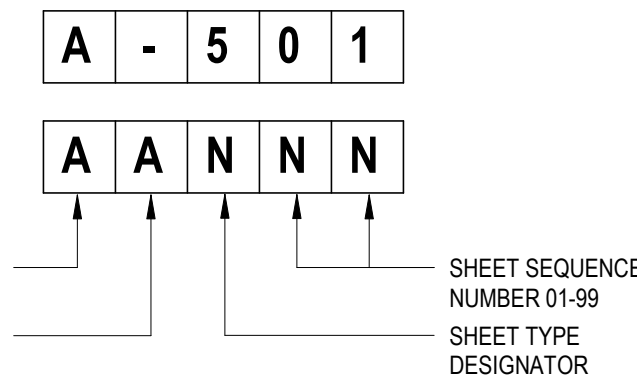 A - 5 0 1
A A N N N
SHEET SEQUENCE
NUMBER 01-99
SHEET TYPE
DESIGNATOR